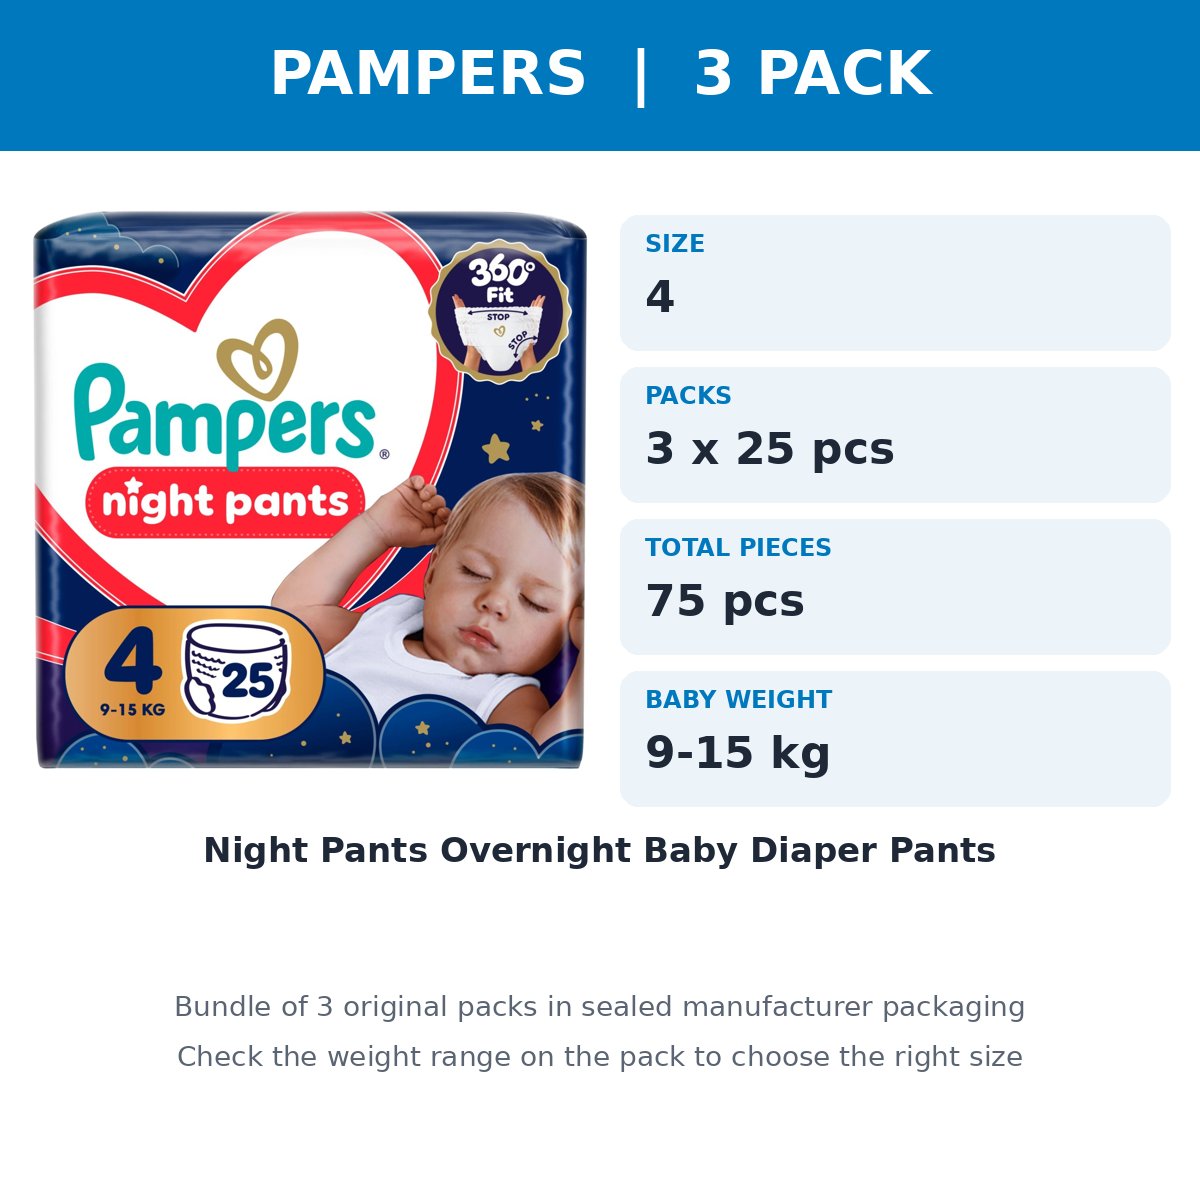 PAMPERS | 3 PACK
360°
Fit
STOP
STOP
Pampers®
night pants
4
25
9-15 KG
SIZE
4
PACKS
3 x 25 pcs
TOTAL PIECES
75 pcs
BABY WEIGHT
9-15 kg
Night Pants Overnight Baby Diaper Pants
Bundle of 3 original packs in sealed manufacturer packaging
Check the weight range on the pack to choose the right size